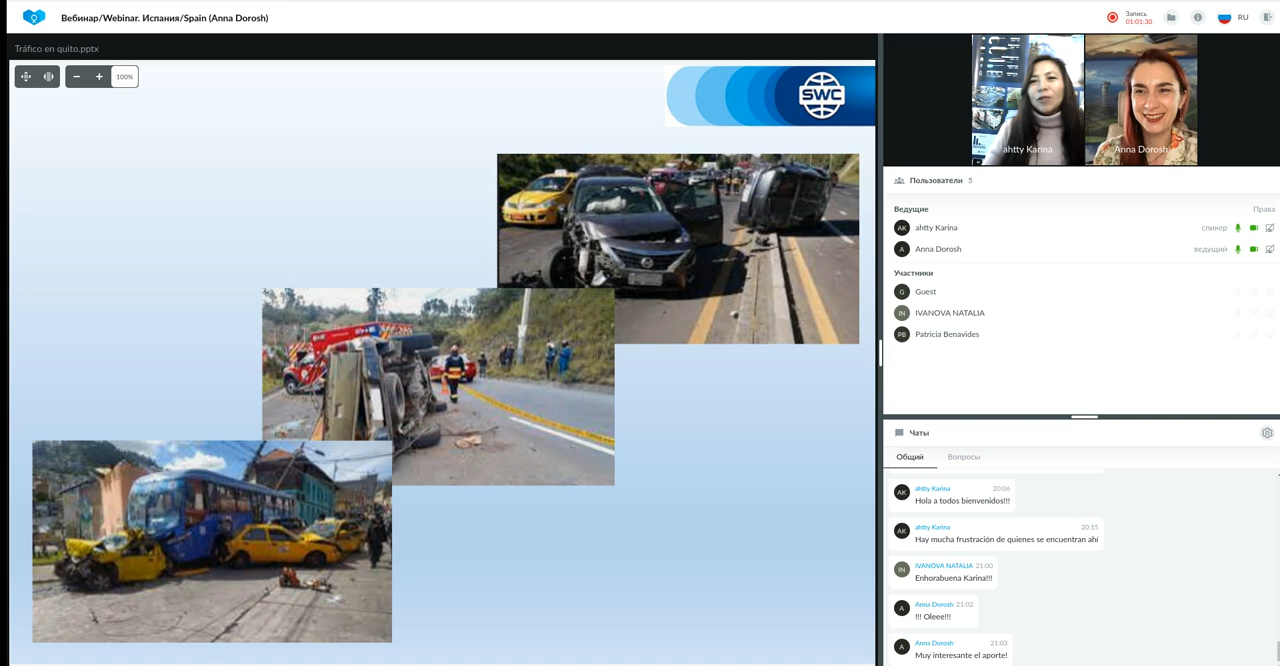 Вебинар/Webinar. Испания/Spain (Anna Dorosh)
Запись
01:01:30
RU
Tráfico en quito.pptx
100%
SWC
ahtty Karina
Anna Dorosh
Пользователи 5
Ведущие
Права
AK ahtty Karina спикер
A Anna Dorosh ведущий
Участники
G Guest
IN IVANOVA NATALIA
PB Patricia Benavides
Чаты
Общий
Вопросы
AK ahtty Karina 20:06
Hola a todos bienvenidos!!!
AK ahtty Karina 20:15
Hay mucha frustración de quienes se encuentran ahí
IN IVANOVA NATALIA 21:00
Enhorabuena Karina!!!
A Anna Dorosh 21:02
!!! Oleee!!!
A Anna Dorosh 21:03
Muy interesante el aporte!